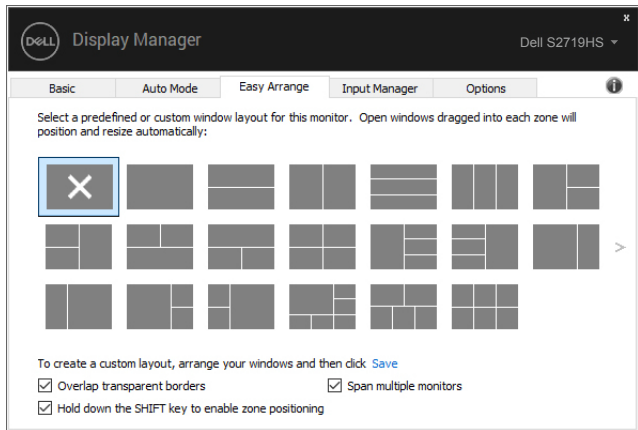 x
DELL
Display Manager
Dell S2719HS
Basic
Auto Mode
Easy Arrange
Input Manager
Options
i
Select a predefined or custom window layout for this monitor. Open windows dragged into each zone will
position and resize automatically:
>
To create a custom layout, arrange your windows and then click Save
Overlap transparent borders
Span multiple monitors
Hold down the SHIFT key to enable zone positioning